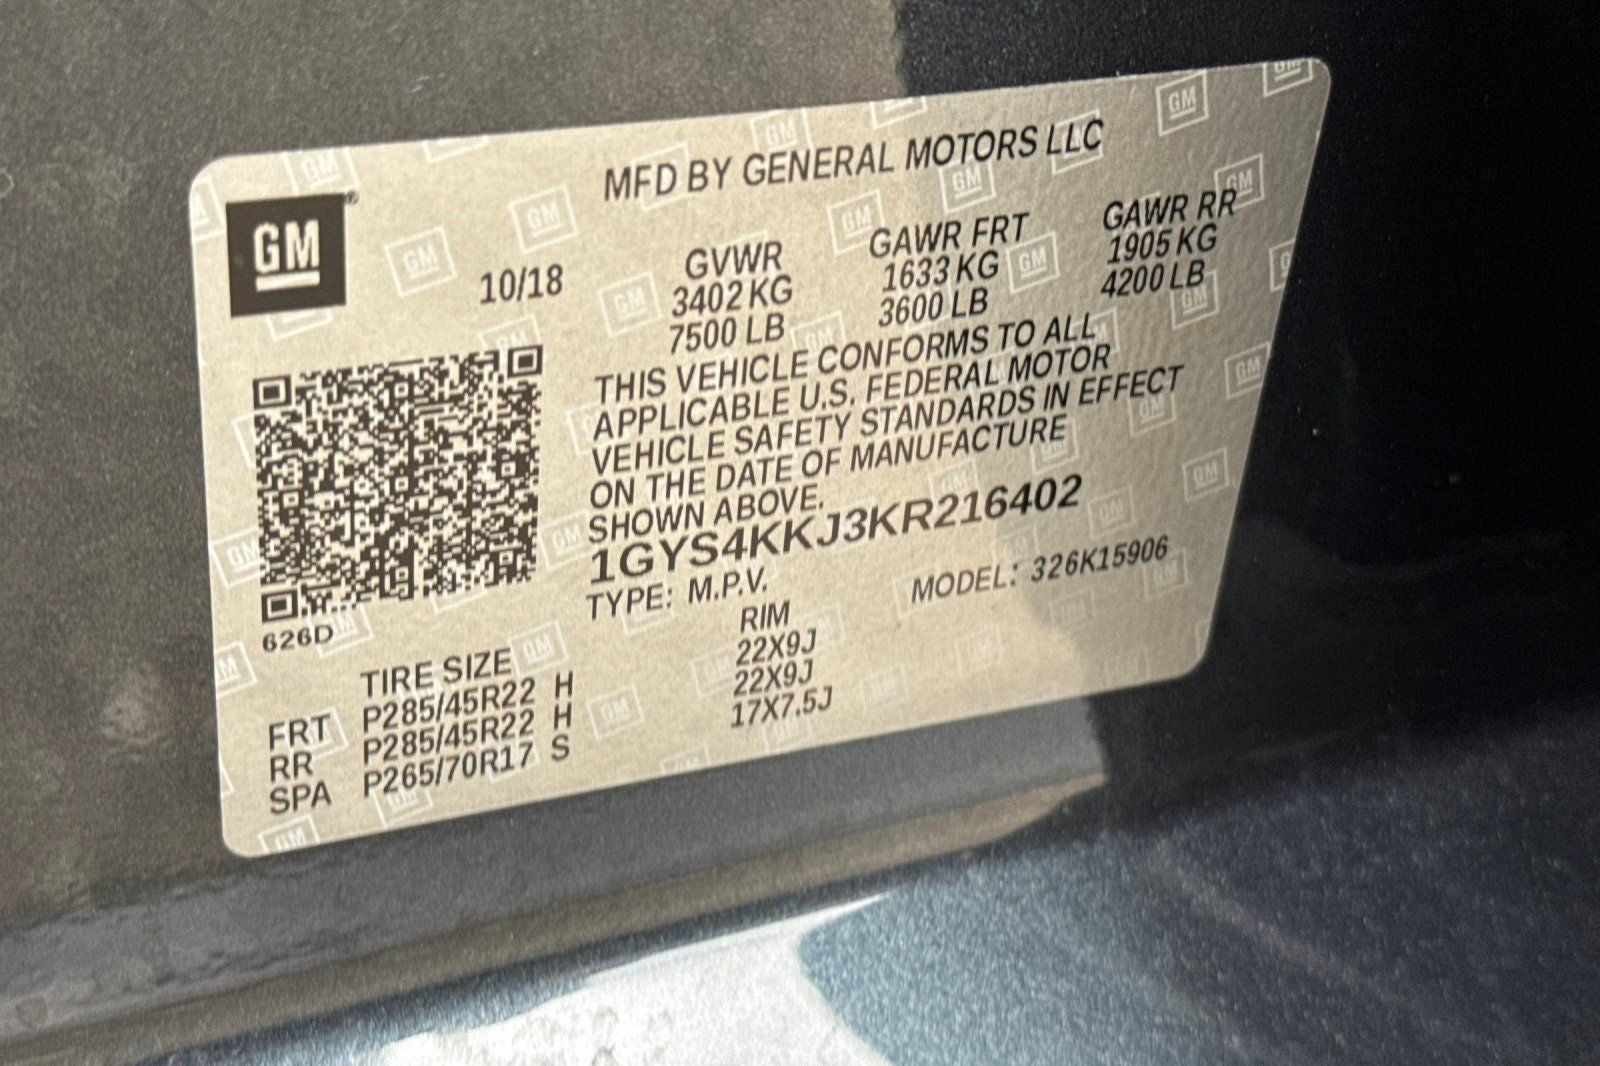 MFD BY GENERAL MOTORS LLC
GM®
10/18
GVWR GAWR FRT GAWR RR
3402 KG 1633 KG 1905 KG
7500 LB 3600 LB 4200 LB
THIS VEHICLE CONFORMS TO ALL
APPLICABLE U.S. FEDERAL MOTOR
VEHICLE SAFETY STANDARDS IN EFFECT
ON THE DATE OF MANUFACTURE
SHOWN ABOVE.
1GYS4KKJ3KR216402
TYPE: M.P.V. MODEL: 326K15906
626D
TIRE SIZE RIM
FRT P285/45R22 H 22X9J
RR P285/45R22 H 22X9J
SPA P265/70R17 S 17X7.5J